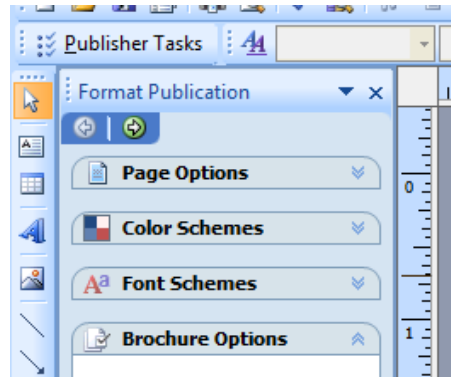 Publisher Tasks
Format Publication
Page Options
Color Schemes
Font Schemes
Brochure Options
0
1